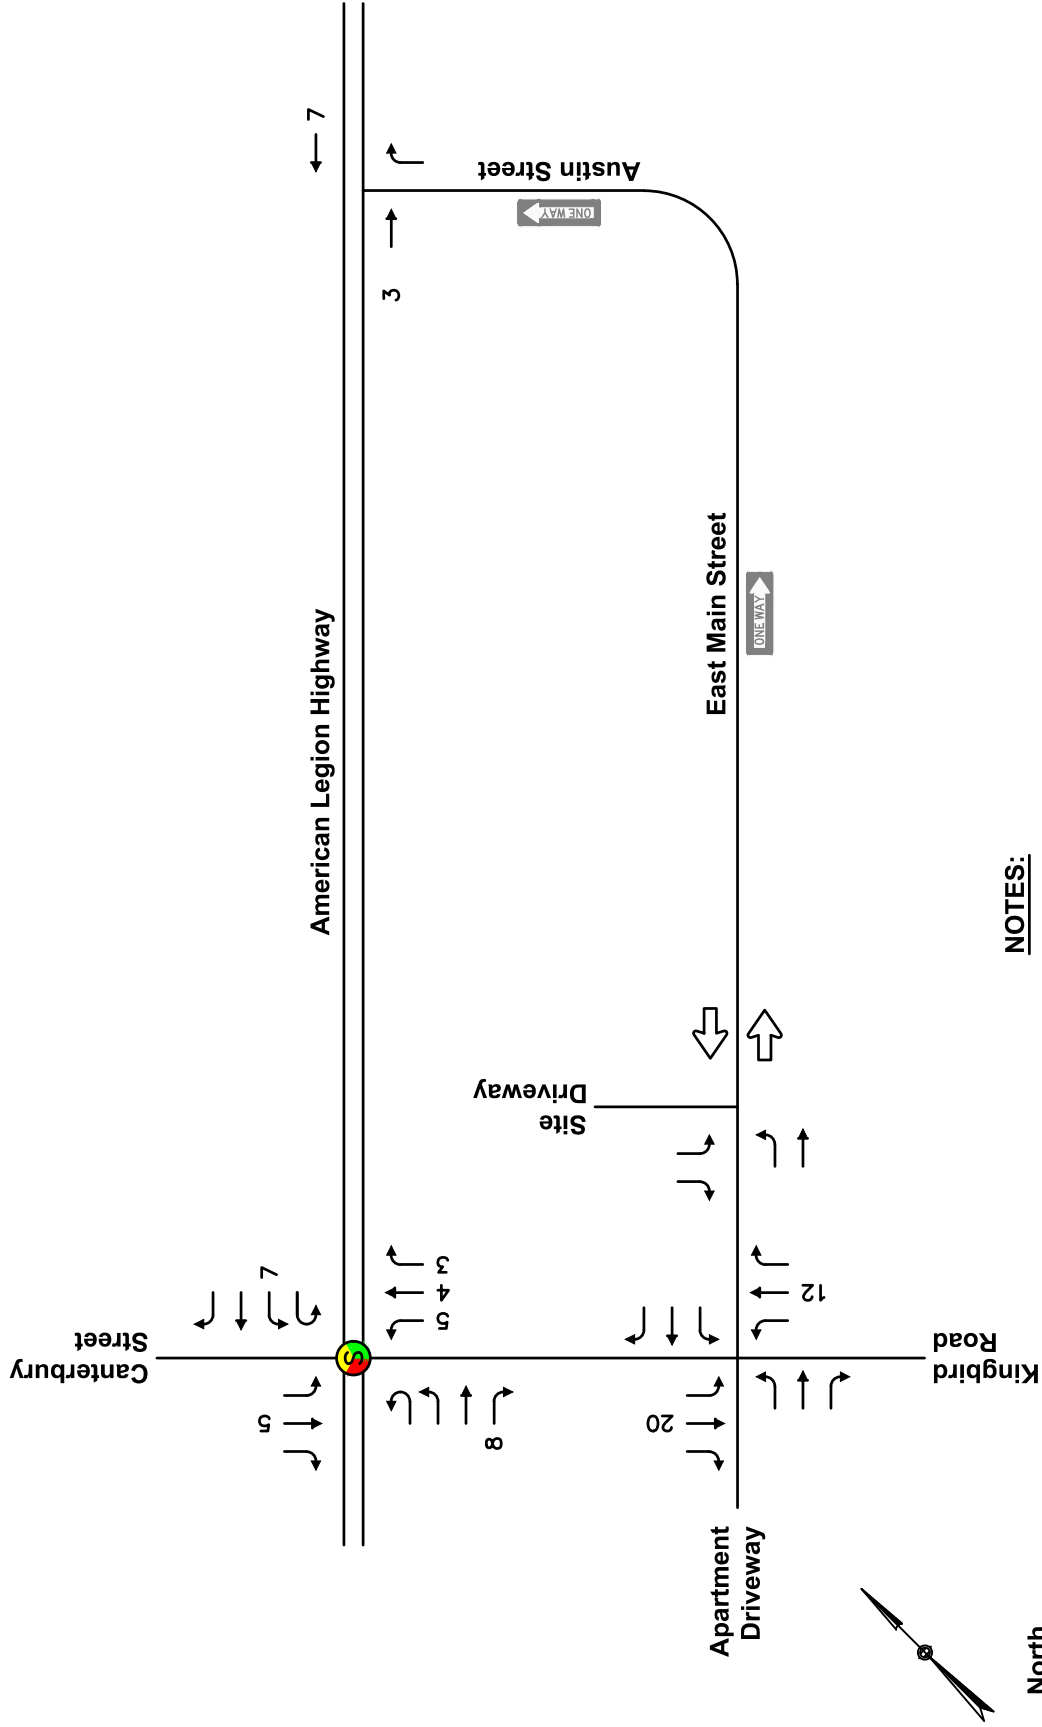 American Legion Highway
7
Austin Street
ONE WAY
3
East Main Street
ONE WAY
Site
Driveway
7
3
4
5
Canterbury
Street
S
5
8
20
12
Kingbird
Road
Apartment
Driveway
NOTES:
North